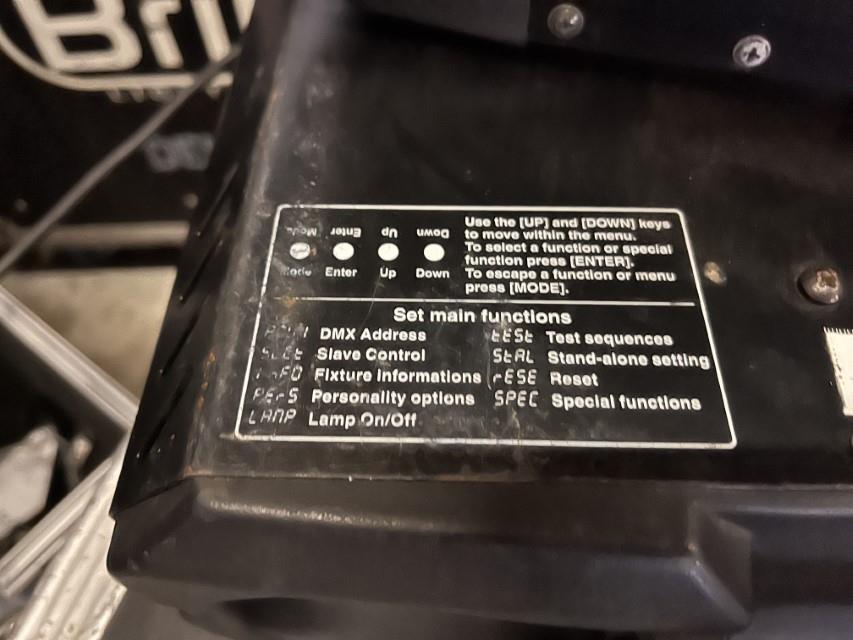 Bri
Mode Enter Up Down
Mode Enter Up Down
Use the [UP] and [DOWN] keys
to move within the menu.
To select a function or special
function press [ENTER].
To escape a function or menu
press [MODE].
Set main functions
DMX Address
Slave Control
Fixture Informations
PErS Personality options
LAMP Lamp On/Off
tESt Test sequences
StAL Stand-alone setting
rESE Reset
SPEC Special functions